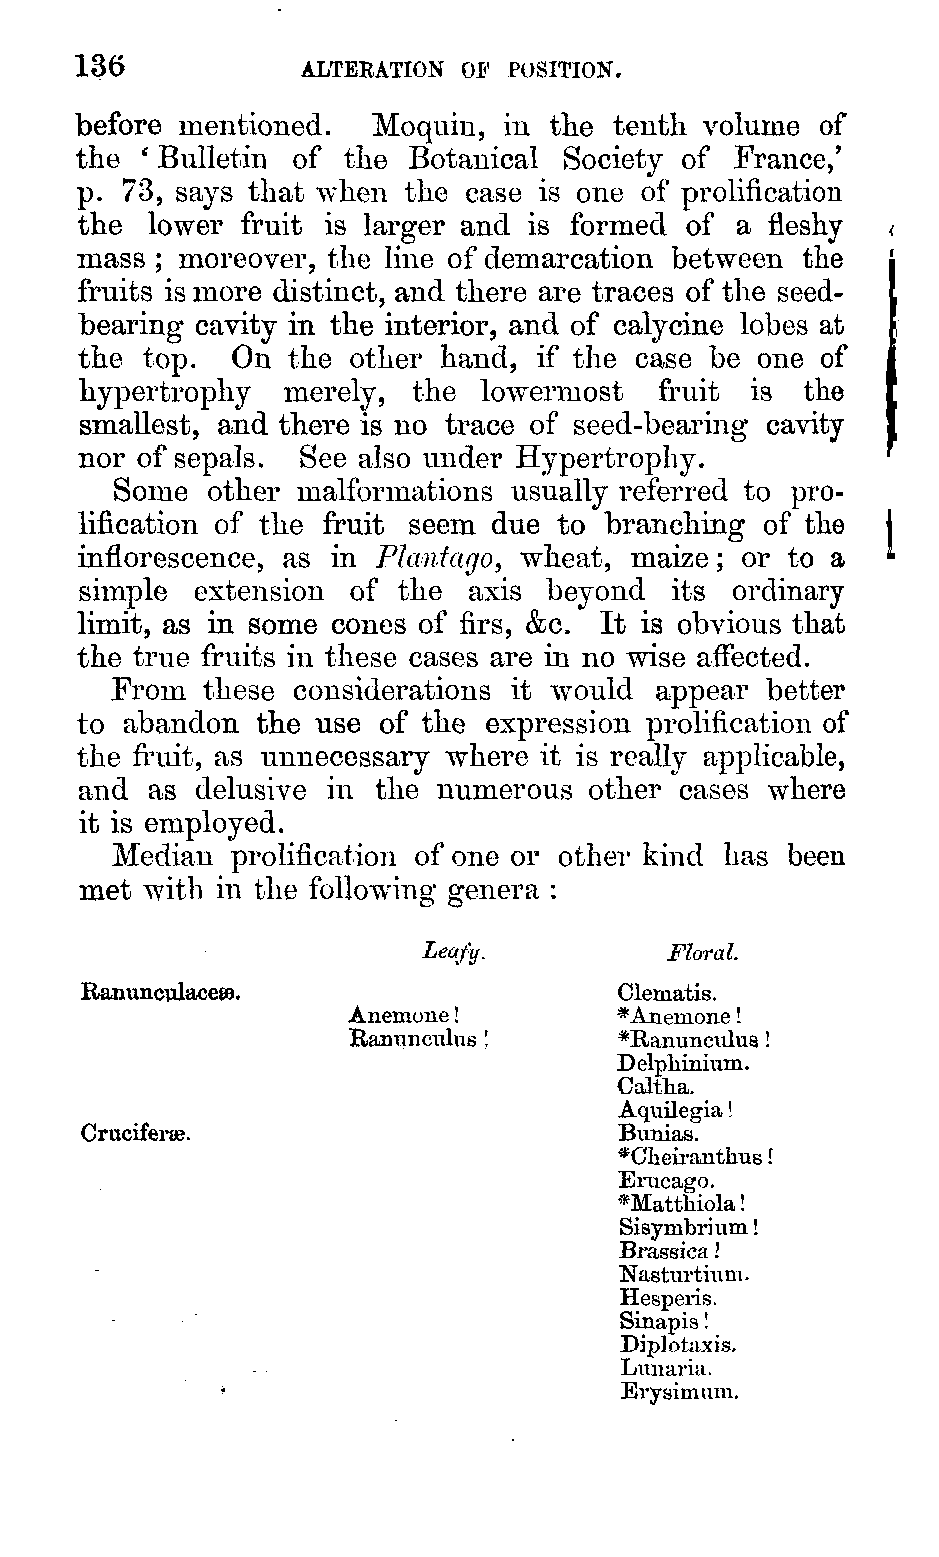 136 ALTERATION OF POSITION.
before mentioned. Moquin, in the tenth volume of
the ‘Bulletin of the Botanical Society of France,’
p. 73, says that when the case is one of prolification
the lower fruit is larger and is formed of a fleshy
mass ; moreover, the line of demarcation between the
fruits is more distinct, and there are traces of the seed-
bearing cavity in the interior, and of calycine lobes at
the top. On the other hand, if the case be one of
hypertrophy merely, the lowermost fruit is the
smallest, and there is no trace of seed-bearing cavity
nor of sepals. See also under Hypertrophy.
Some other malformations usually referred to pro-
lification of the fruit seem due to branching of the
inflorescence, as in Plantago, wheat, maize; or to a
simple extension of the axis beyond its ordinary
limit, as in some cones of firs, &c. It is obvious that
the true fruits in these cases are in no wise affected.
From these considerations it would appear better
to abandon the use of the expression prolification of
the fruit, as unnecessary where it is really applicable,
and as delusive in the numerous other cases where
it is employed.
Median prolification of one or other kind has been
met with in the following genera :
Leafy. Floral.
Ranunculaceæ. Clematis.
Anemone! *Anemone!
Ranunculus! *Ranunculus!
Delphinium.
Caltha.
Aquilegia!
Cruciferæ. Bunias.
*Cheiranthus!
Erucago.
*Matthiola!
Sisymbrium!
Brassica!
Nasturtium.
Hesperis.
Sinapis!
Diplotaxis.
Lunaria.
Erysimum.